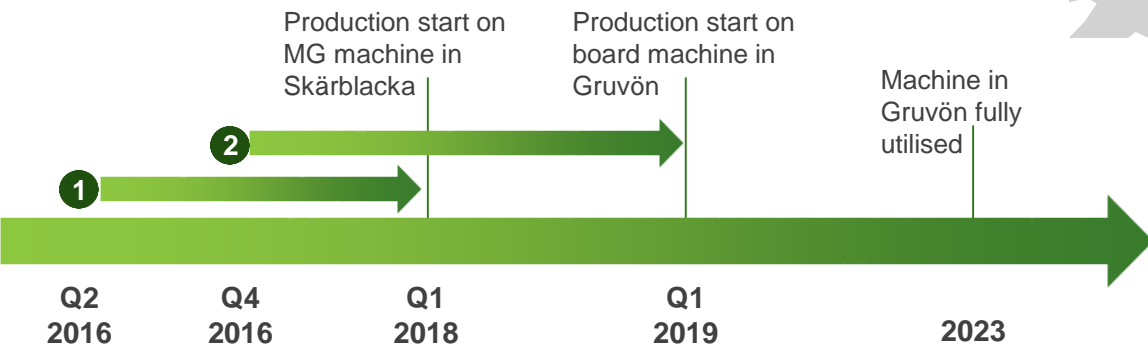 Production start on
MG machine in
Skärblacka
Production start on
board machine in
Gruvön
Machine in
Gruvön fully
utilised
2
1
Q2
2016
Q4
2016
Q1
2018
Q1
2019
2023